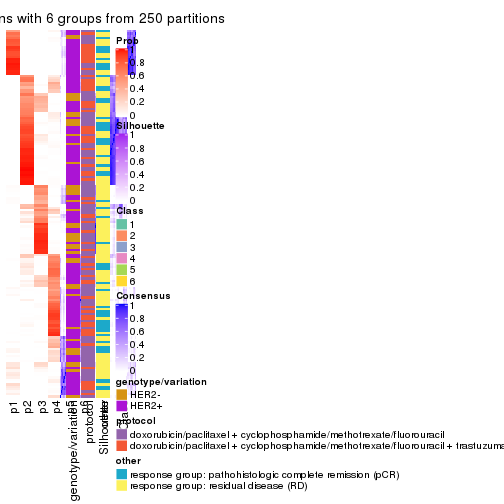 ns with 6 groups from 250 partitions
Prob
1
0.8
0.6
0.4
0.2
0
Silhouette
1
0.8
0.6
0.4
0.2
0
Class
1
2
3
4
5
6
Consensus
1
0.8
0.6
0.4
0.2
0
genotype/variation
HER2-
HER2+
protocol
doxorubicin/paclitaxel + cyclophosphamide/methotrexate/fluorouracil
doxorubicin/paclitaxel + cyclophosphamide/methotrexate/fluorouracil + trastuzuma
other
response group: pathohistologic complete remission (pCR)
response group: residual disease (RD)
p1
p2
p3
p4
genotype/variation
protocol
Silhouette